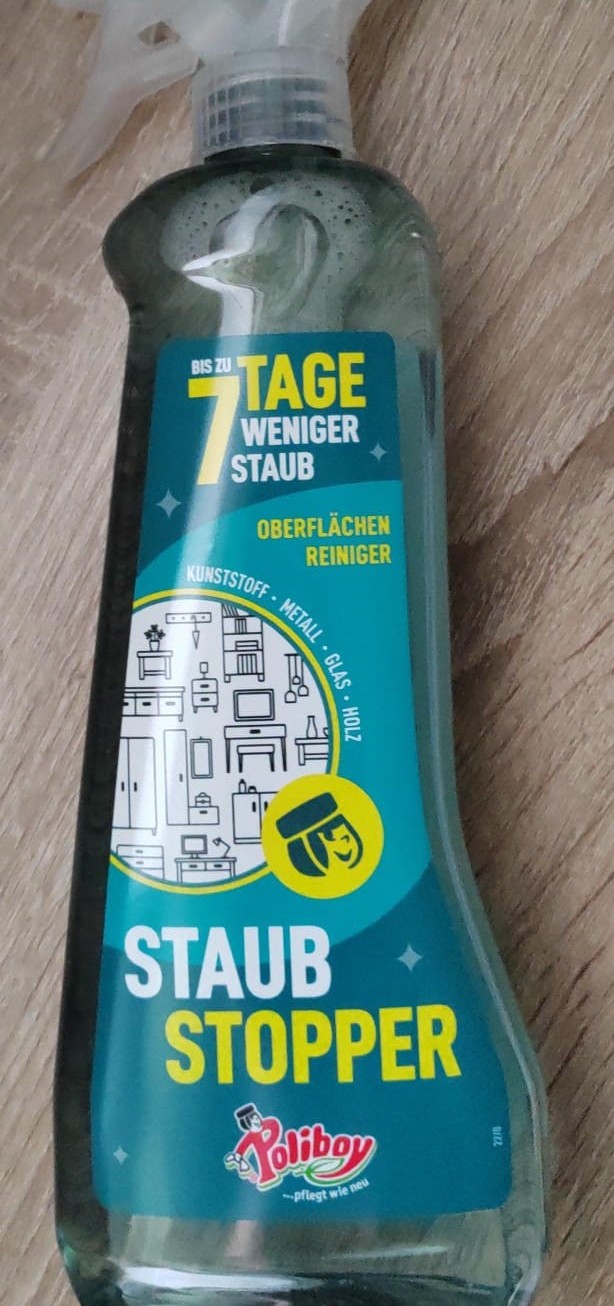 BIS ZU
7 TAGE
WENIGER
STAUB
OBERFLÄCHEN
REINIGER
KUNSTSTOFF • METALL • GLAS • HOLZ
STAUB
STOPPER
Poliboy
...pflegt wie neu